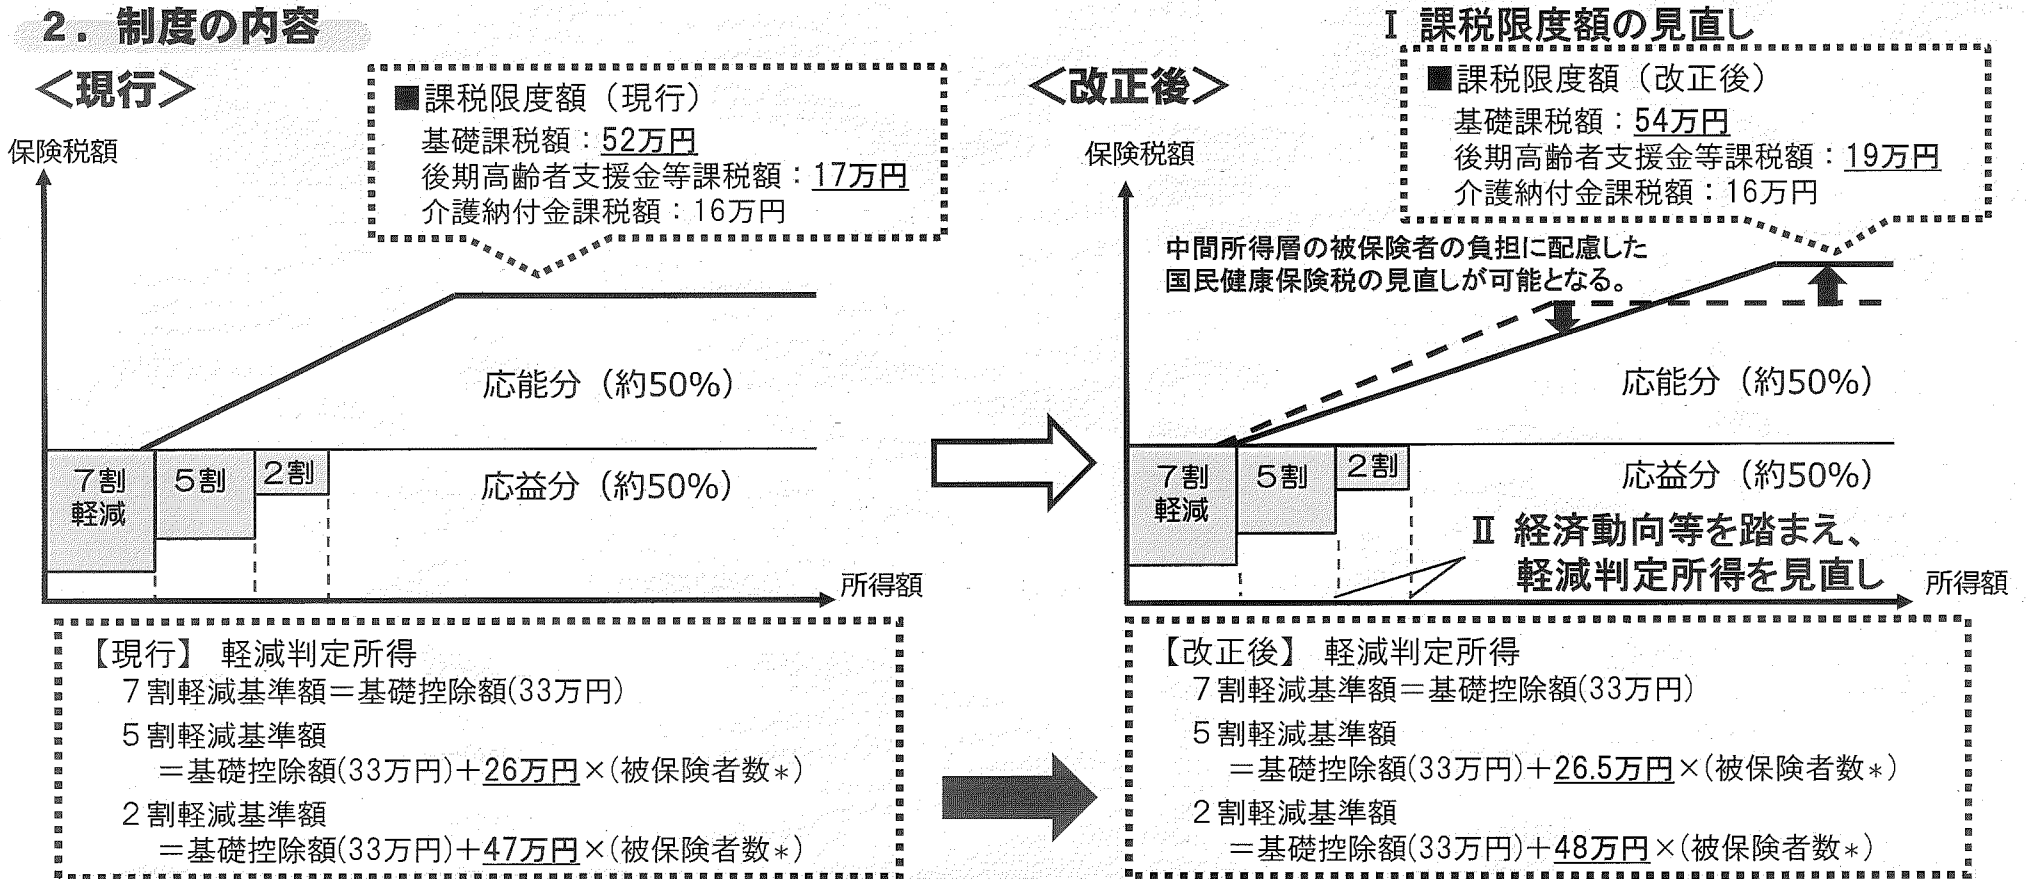 ２．制度の内容
＜現行＞
■課税限度額（現行）
基礎課税額：52万円
後期高齢者支援金等課税額：17万円
介護納付金課税額：16万円
保険税額
応能分（約50%）
7割
軽減
5割
2割
応益分（約50%）
所得額
【現行】 軽減判定所得
７割軽減基準額＝基礎控除額(33万円)
５割軽減基準額
＝基礎控除額(33万円)＋26万円×(被保険者数＊)
２割軽減基準額
＝基礎控除額(33万円)＋47万円×(被保険者数＊)
Ⅰ 課税限度額の見直し
＜改正後＞
■課税限度額（改正後）
基礎課税額：54万円
後期高齢者支援金等課税額：19万円
介護納付金課税額：16万円
保険税額
中間所得層の被保険者の負担に配慮した
国民健康保険税の見直しが可能となる。
応能分（約50%）
7割
軽減
5割
2割
応益分（約50%）
Ⅱ 経済動向等を踏まえ、
軽減判定所得を見直し
所得額
【改正後】 軽減判定所得
７割軽減基準額＝基礎控除額(33万円)
５割軽減基準額
＝基礎控除額(33万円)＋26.5万円×(被保険者数＊)
２割軽減基準額
＝基礎控除額(33万円)＋48万円×(被保険者数＊)